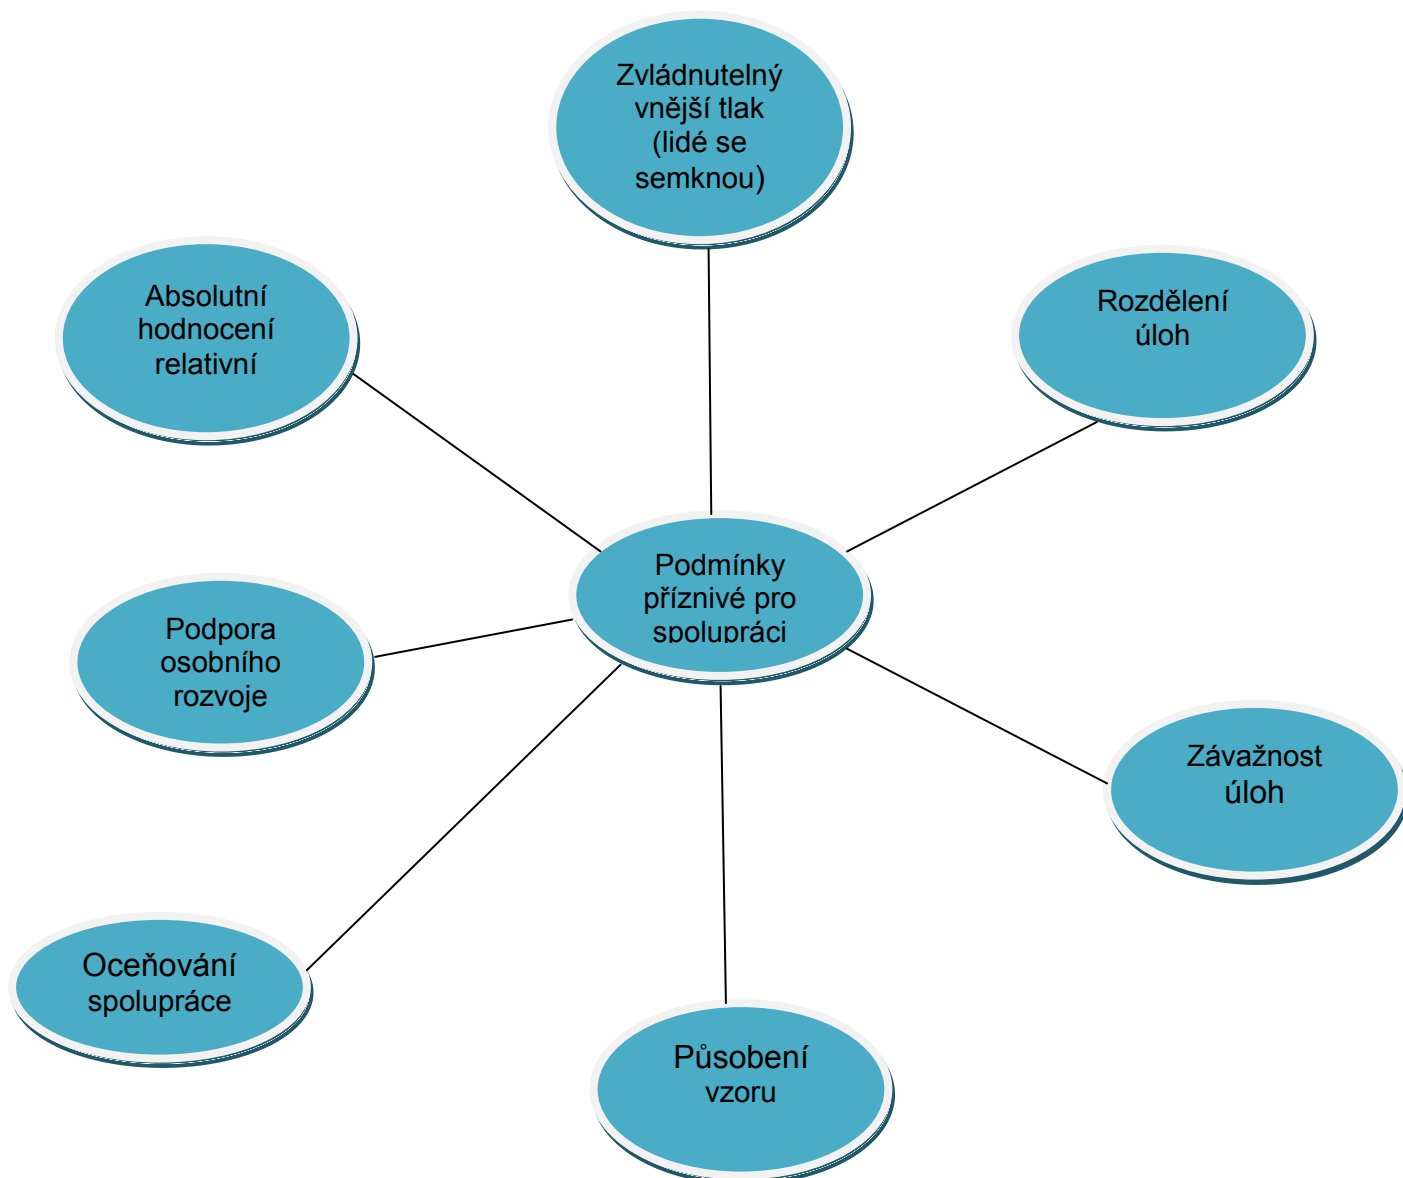 Zvládnutelný
vnější tlak
(lidé se
semknou)
Absolutní
hodnocení
relativní
Rozdělení
úloh
Podmínky
příznivé pro
spolupráci
Podpora
osobního
rozvoje
Závažnost
úloh
Oceňování
spolupráce
Působení
vzoru